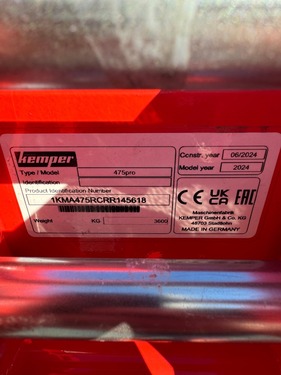 kemper
Type / Model 475pro
Identification
Product Identification Number
1KMA475RCRR145618
Weight KG 3600
Constr. year 06/2024
Model year 2024
CE UK CA EAC
Maschinenfabrik
KEMPER GmbH & Co. KG
48703 Stadtlohn
MADE IN GERMANY